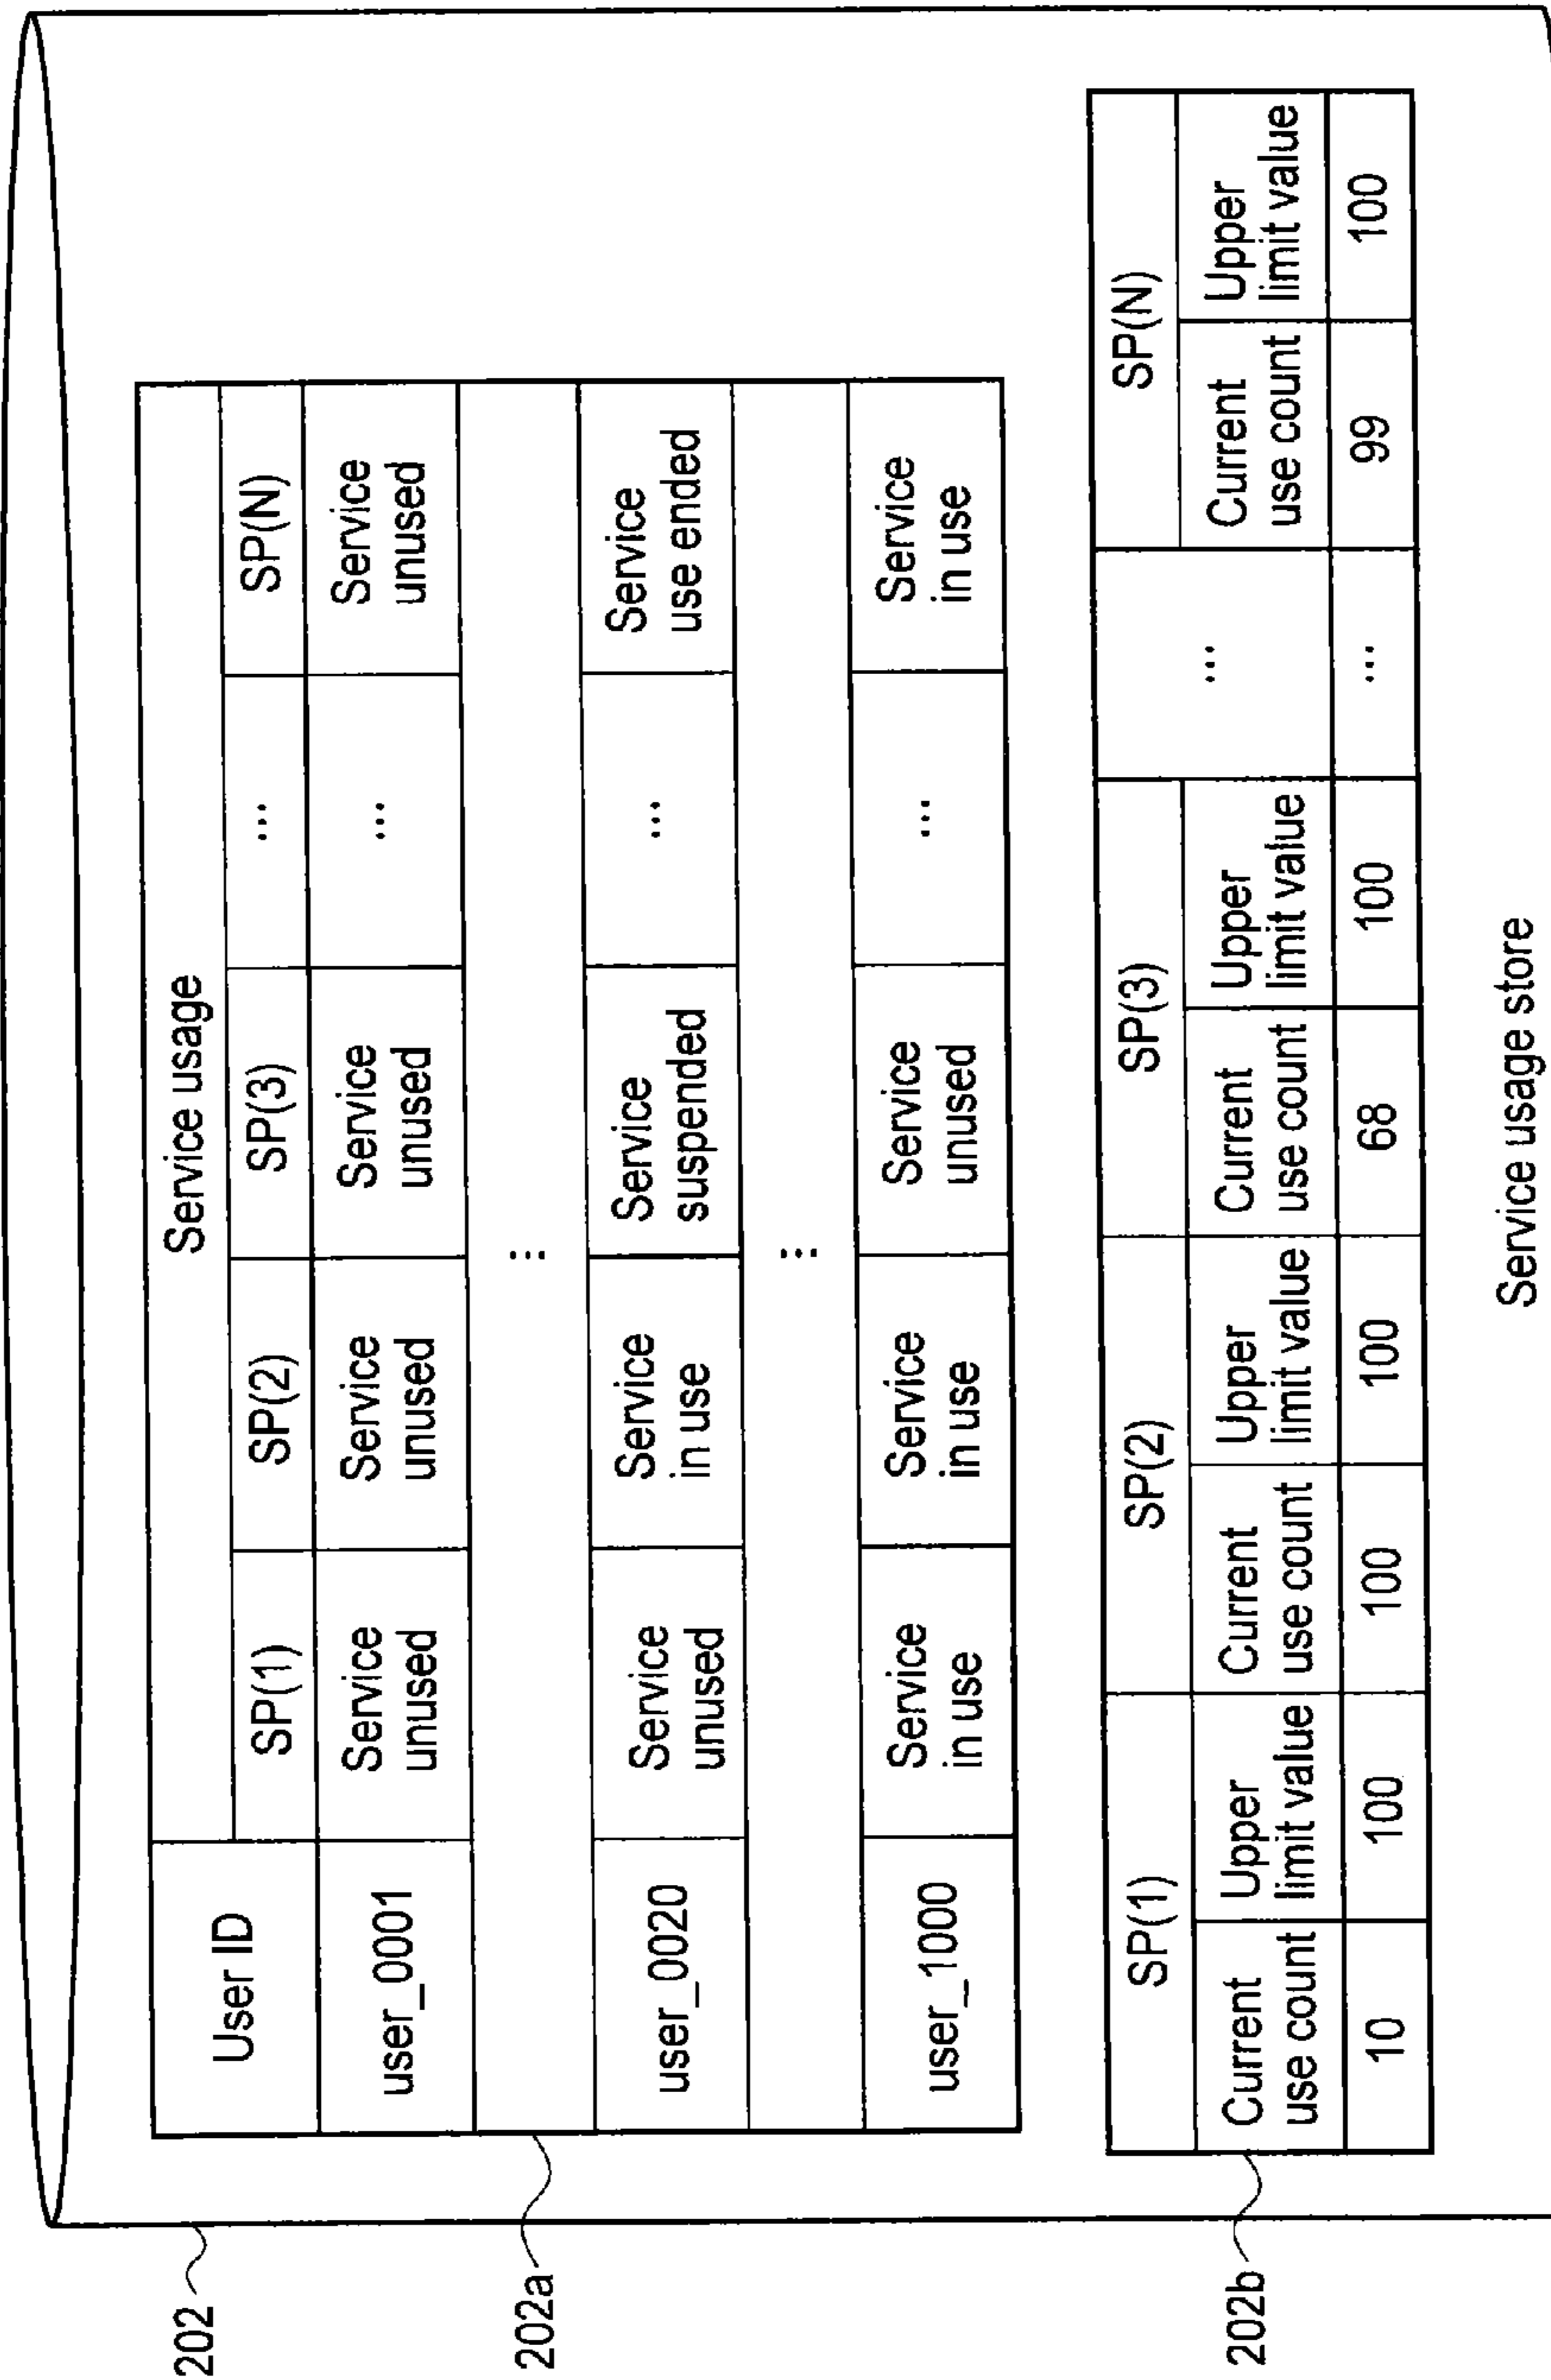 202
202a
User ID
Service usage
SP(1)
SP(2)
SP(3)
...
SP(N)
user_0001
Service
unused
Service
unused
Service
unused
...
Service
unused
...
user_0020
Service
unused
Service
in use
Service
suspended
...
Service
use ended
...
user_1000
Service
in use
Service
in use
Service
unused
...
Service
in use
202b
SP(1)
SP(2)
SP(3)
...
SP(N)
Current
use count
Upper
limit value
Current
use count
Upper
limit value
Current
use count
Upper
limit value
Current
use count
Upper
limit value
10
100
100
100
68
100
...
99
100
Service usage store